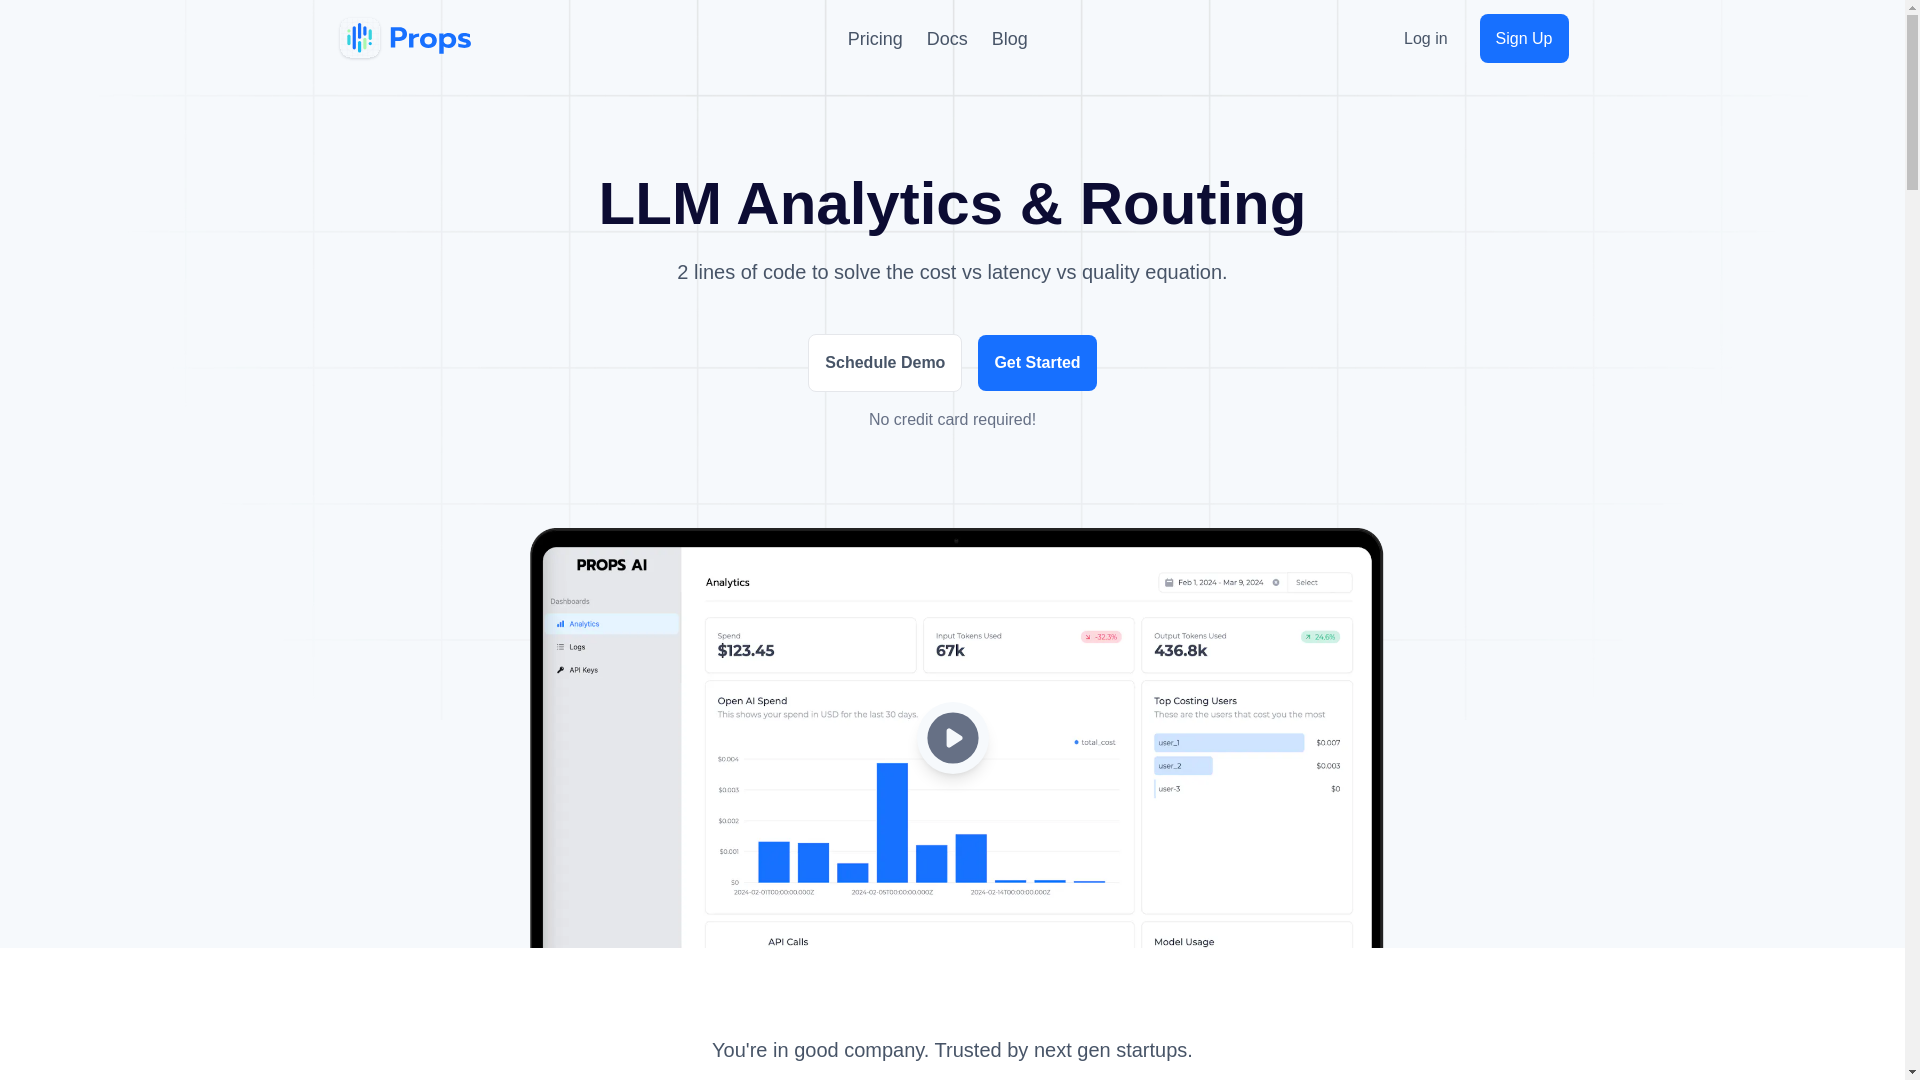 Props
Pricing
Docs
Blog
Log in
Sign Up
LLM Analytics & Routing
2 lines of code to solve the cost vs latency vs quality equation.
Schedule Demo
Get Started
No credit card required!
PROPS AI
Dashboards
Analytics
Logs
API Keys
Analytics
Feb 1, 2024 - Mar 9, 2024
Select
Spend
$123.45
Input Tokens Used
-32.3%
67k
Output Tokens Used
24.6%
436.8k
Open AI Spend
This shows your spend in USD for the last 30 days.
total_cost
$0.004
$0.003
$0.002
$0.001
$0
2024-02-01T00:00:00.000Z
2024-02-05T00:00:00.000Z
2024-02-14T00:00:00.000Z
Top Costing Users
These are the users that cost you the most
user_1 $0.007
user_2 $0.003
user-3 $0
API Calls
Model Usage
You're in good company. Trusted by next gen startups.